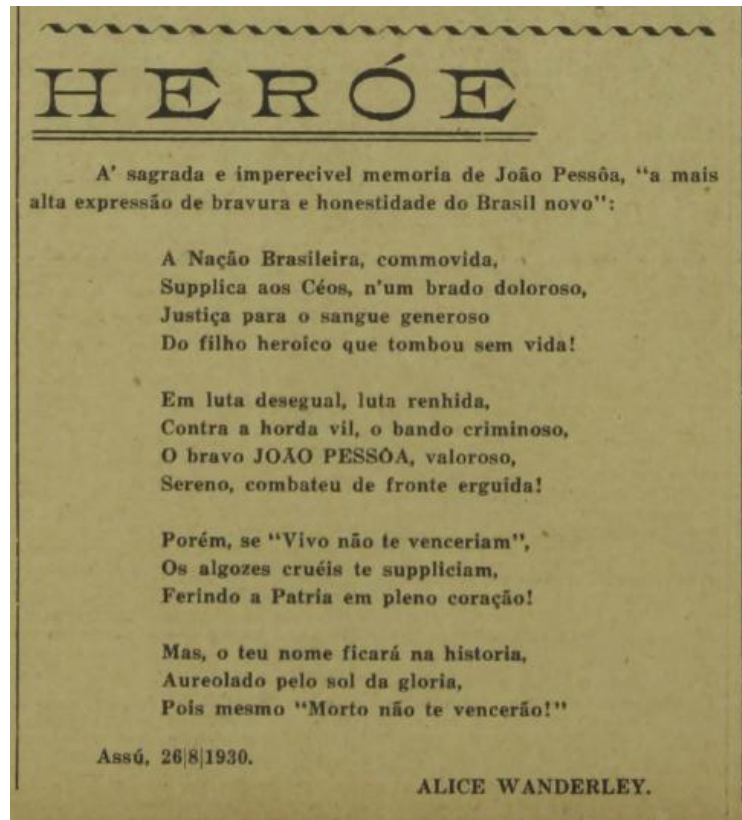 HERÓE
A' sagrada e imperecivel memoria de João Pessôa, "a mais
alta expressão de bravura e honestidade do Brasil novo":
A Nação Brasileira, commovida,
Supplica aos Céos, n'um brado doloroso,
Justiça para o sangue generoso
Do filho heroico que tombou sem vida!
Em luta desegual, luta renhida,
Contra a horda vil, o bando criminoso,
O bravo JOÃO PESSÔA, valoroso,
Sereno, combateu de fronte erguida!
Porém, se "Vivo não te venceriam",
Os algozes cruéis te suppliciam,
Ferindo a Patria em pleno coração!
Mas, o teu nome ficará na historia,
Aureolado pelo sol da gloria,
Pois mesmo "Morto não te vencerão!"
Assú, 26|8|1930.
ALICE WANDERLEY.